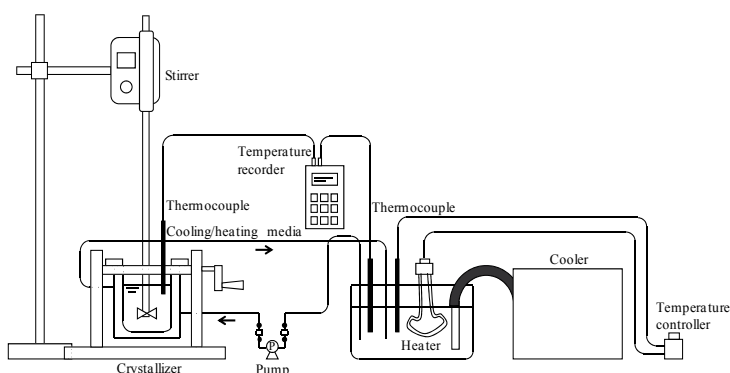 Stirrer
Temperature
recorder
Thermocouple
Thermocouple
Cooling/heating media
Cooler
Temperature
controller
Heater
P
Crystallizer
Pump